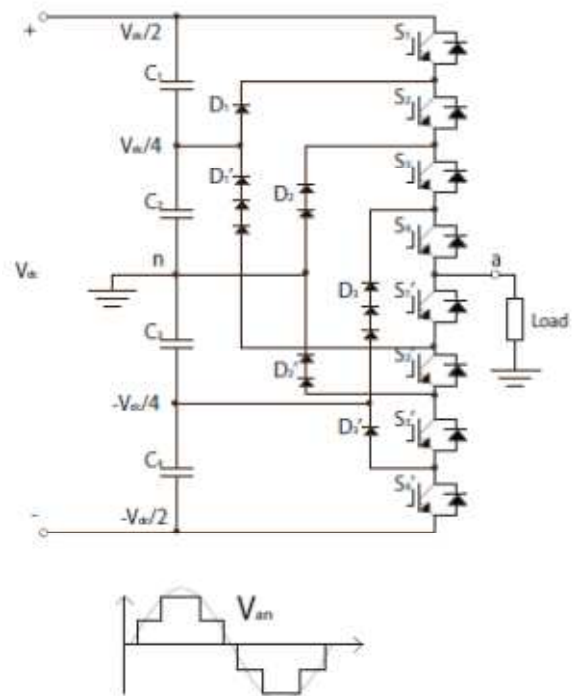 +
Vdc/2
S₁
C₁
D₁
S₂
Vdc/4
D₁'
D₂
S₃
C₂
S₄
n
a
Vdc
D₃
S₁'
Load
C₃
S₂'
D₂'
-Vdc/4
D₃'
S₃'
C₄
S₄'
-
-Vdc/2
Van